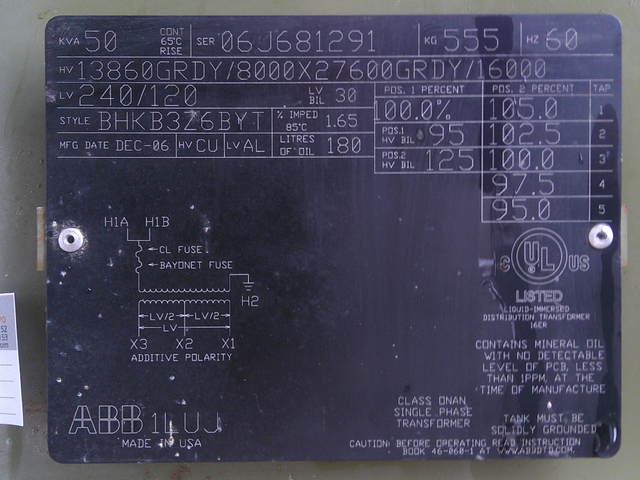 KVA 50 CONT 65°C RISE SER 06J681291 KG 555 HZ 60
HV 13860GRDY/8000X27600GRDY/16000
LV 240/120 LV BIL 30
STYLE BHKB3Z6BYT % IMPED 85°C 1.65
MFG DATE DEC-06 HV CU LV AL LITRES OF OIL 180
POS. 1 PERCENT POS. 2 PERCENT TAP
100.0% 105.0 1
POS.1 HV BIL 95 102.5 2
POS.2 HV BIL 125 100.0 3
97.5 4
95.0 5
H1A H1B
CL FUSE
BAYONET FUSE
H2
LV/2 LV/2
LV
X3 X2 X1
ADDITIVE POLARITY
C UL US
LISTED
LIQUID-IMMERSED
DISTRIBUTION TRANSFORMER
16ER
CONTAINS MINERAL OIL
WITH NO DETECTABLE
LEVEL OF PCB, LESS
THAN 1PPM, AT THE
TIME OF MANUFACTURE
CLASS ONAN
SINGLE PHASE
TRANSFORMER
TANK MUST BE
SOLIDLY GROUNDED
ABB 1LUJ
MADE IN USA
CAUTION: BEFORE OPERATING READ INSTRUCTION
BOOK 46-060-1 AT WWW.ABBDTD.COM
52
153
om